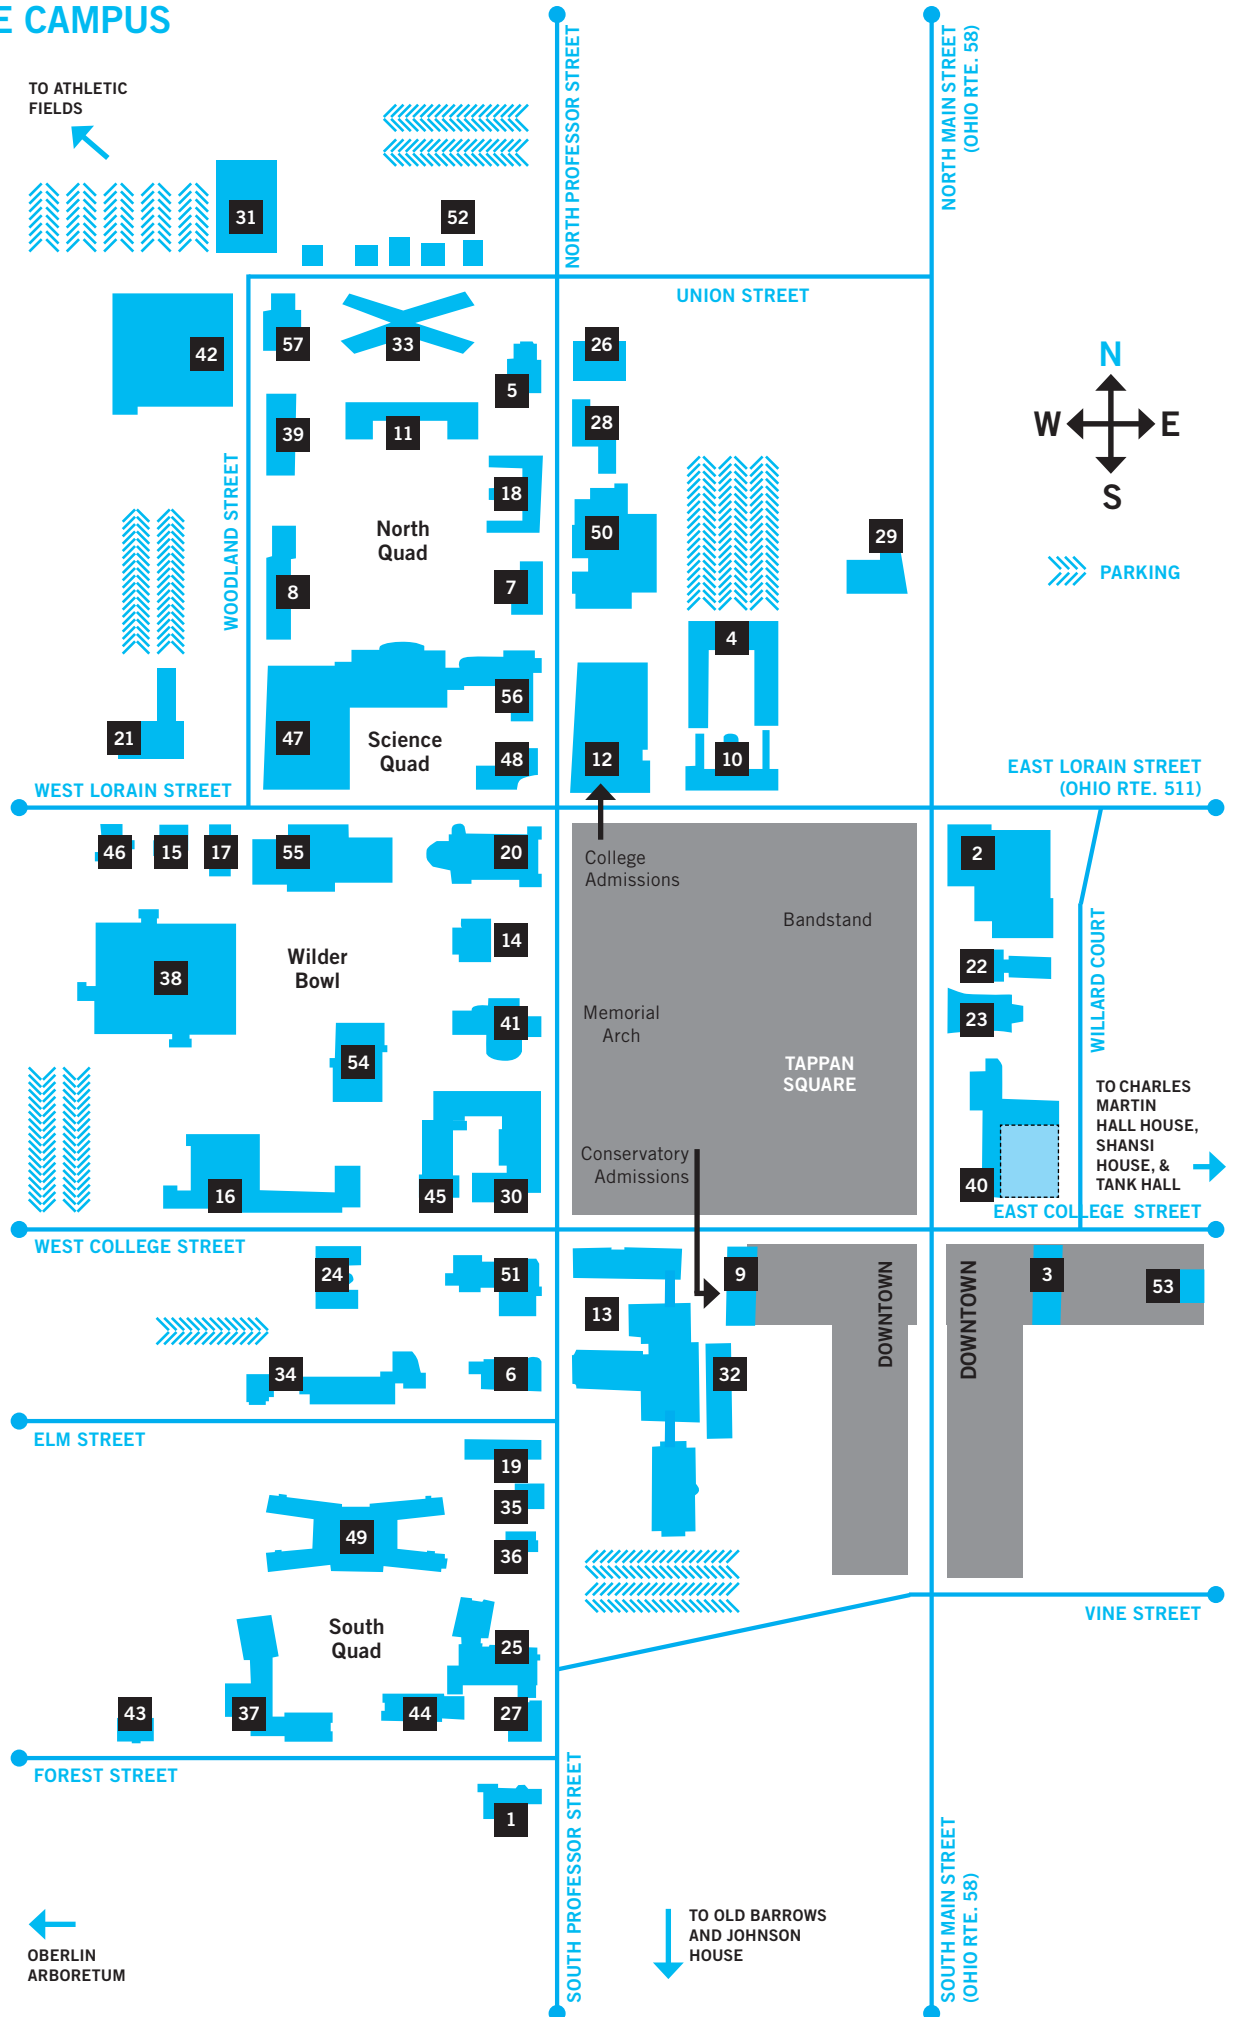 E CAMPUS
TO ATHLETIC
FIELDS
NORTH PROFESSOR STREET
NORTH MAIN STREET
(OHIO RTE. 58)
31
52
UNION STREET
57
33
26
42
5
N
W
E
S
39
11
28
WOODLAND STREET
18
North
Quad
50
29
PARKING
8
7
4
56
21
47
Science
Quad
48
12
10
WEST LORAIN STREET
EAST LORAIN STREET
(OHIO RTE. 511)
46
15
17
55
20
College
Admissions
2
Bandstand
14
WILLARD COURT
38
Wilder
Bowl
22
41
Memorial
Arch
23
54
TAPPAN
SQUARE
TO CHARLES
MARTIN
HALL HOUSE,
SHANSI
HOUSE, &
TANK HALL
Conservatory
Admissions
16
45
30
40
EAST COLLEGE STREET
WEST COLLEGE STREET
24
51
9
3
53
13
DOWNTOWN
DOWNTOWN
34
6
32
ELM STREET
19
35
49
36
VINE STREET
South
Quad
25
43
37
44
27
FOREST STREET
1
SOUTH PROFESSOR STREET
SOUTH MAIN STREET
(OHIO RTE. 58)
TO OLD BARROWS
AND JOHNSON
HOUSE
OBERLIN
ARBORETUM